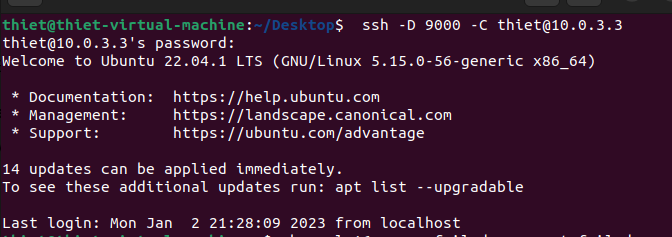 thiet@thiet-virtual-machine:~/Desktop$  ssh -D 9000 -C thiet@10.0.3.3
thiet@10.0.3.3's password:
Welcome to Ubuntu 22.04.1 LTS (GNU/Linux 5.15.0-56-generic x86_64)
* Documentation:  https://help.ubuntu.com
* Management:     https://landscape.canonical.com
* Support:        https://ubuntu.com/advantage
14 updates can be applied immediately.
To see these additional updates run: apt list --upgradable
Last login: Mon Jan  2 21:28:09 2023 from localhost